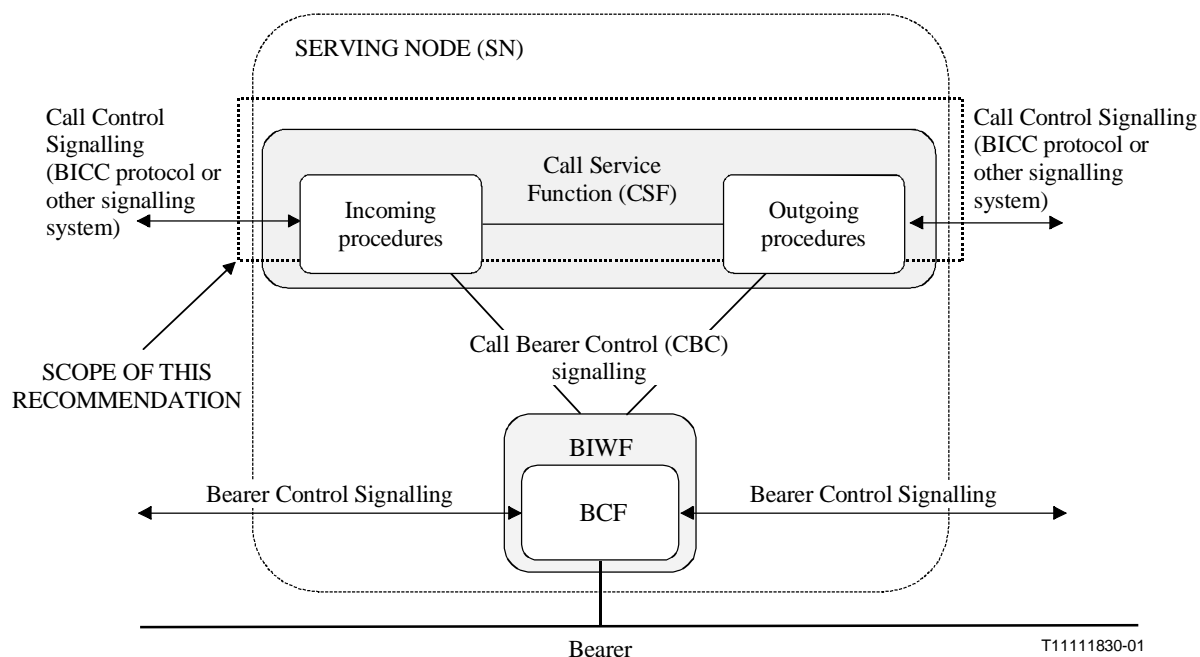 SERVING NODE (SN)
Call Control
Signalling
(BICC protocol or
other signalling
system)
Call Control Signalling
(BICC protocol or
other signalling
system)
Call Service
Function (CSF)
Incoming
procedures
Outgoing
procedures
Call Bearer Control (CBC)
signalling
SCOPE OF THIS
RECOMMENDATION
BIWF
Bearer Control Signalling
BCF
Bearer Control Signalling
Bearer
T11111830-01